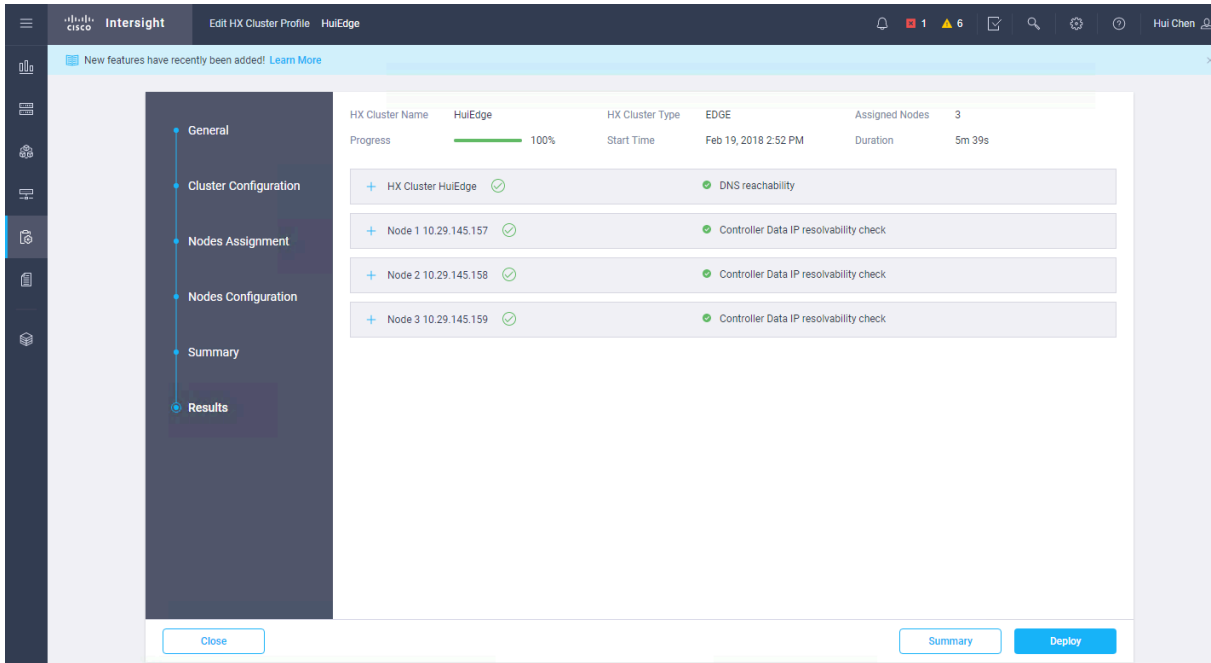 cisco Intersight Edit HX Cluster Profile HuiEdge 1 6 Hui Chen
New features have recently been added! Learn More
General
Cluster Configuration
Nodes Assignment
Nodes Configuration
Summary
Results
HX Cluster Name HuiEdge HX Cluster Type EDGE Assigned Nodes 3
Progress 100% Start Time Feb 19, 2018 2:52 PM Duration 5m 39s
HX Cluster HuiEdge DNS reachability
Node 1 10.29.145.157 Controller Data IP resolvability check
Node 2 10.29.145.158 Controller Data IP resolvability check
Node 3 10.29.145.159 Controller Data IP resolvability check
Close Summary Deploy